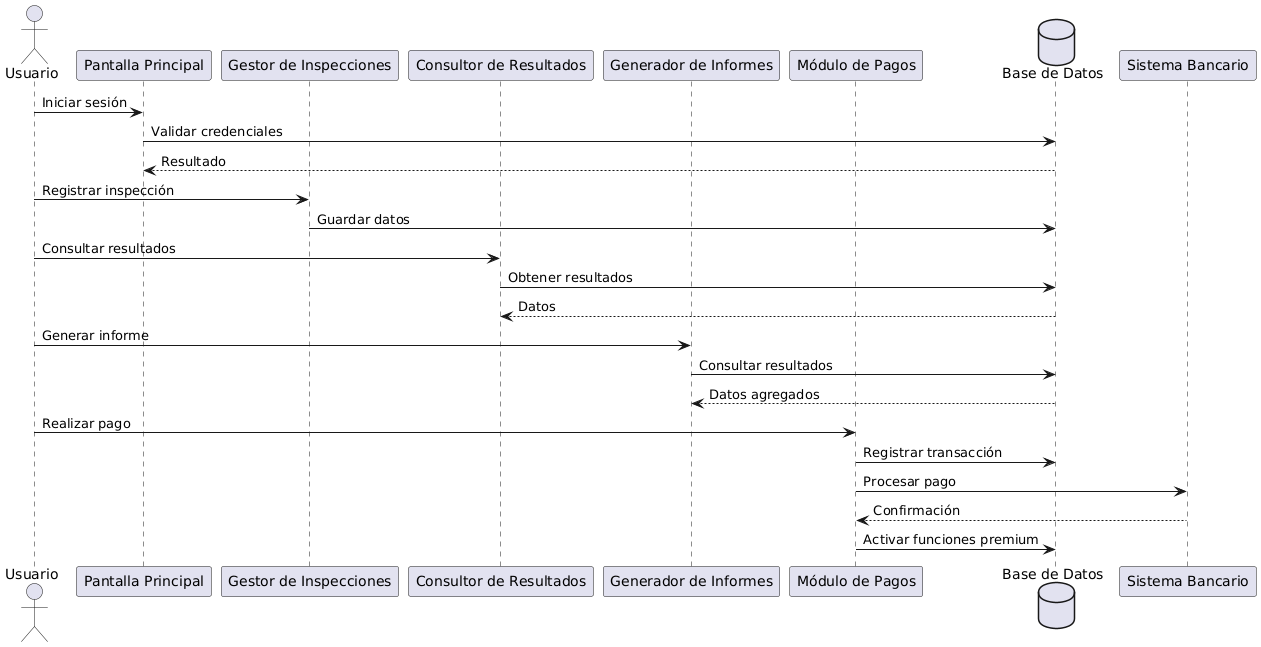 Usuario
Pantalla Principal
Gestor de Inspecciones
Consultor de Resultados
Generador de Informes
Módulo de Pagos
Base de Datos
Sistema Bancario
Iniciar sesión
Validar credenciales
Resultado
Registrar inspección
Guardar datos
Consultar resultados
Obtener resultados
Datos
Generar informe
Consultar resultados
Datos agregados
Realizar pago
Registrar transacción
Procesar pago
Confirmación
Activar funciones premium
Usuario
Pantalla Principal
Gestor de Inspecciones
Consultor de Resultados
Generador de Informes
Módulo de Pagos
Base de Datos
Sistema Bancario